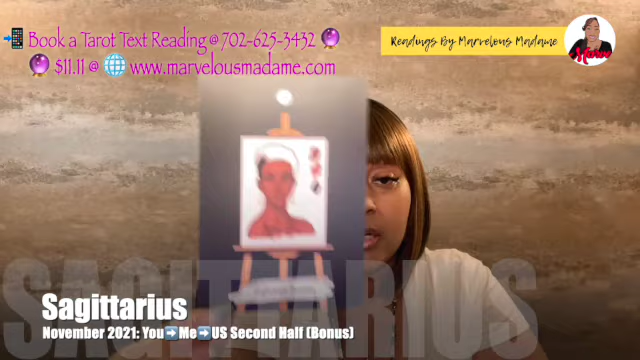 📲 Book a Tarot Text Reading @ 702-625-3432 🔮
🔮 $11.11 @ 🌐 www.marvelousmadame.com
Readings By Marvelous Madame
SAGITTARIUS
Sagittarius
November 2021: You➡️Me➡️US Second Half (Bonus)